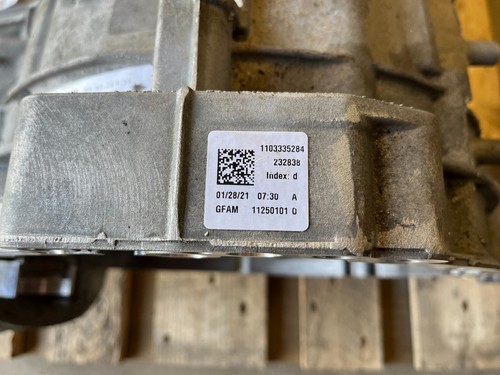 1103335284
232838
Index: d
01/28/21 07:30 A
GFAM 11250101 0